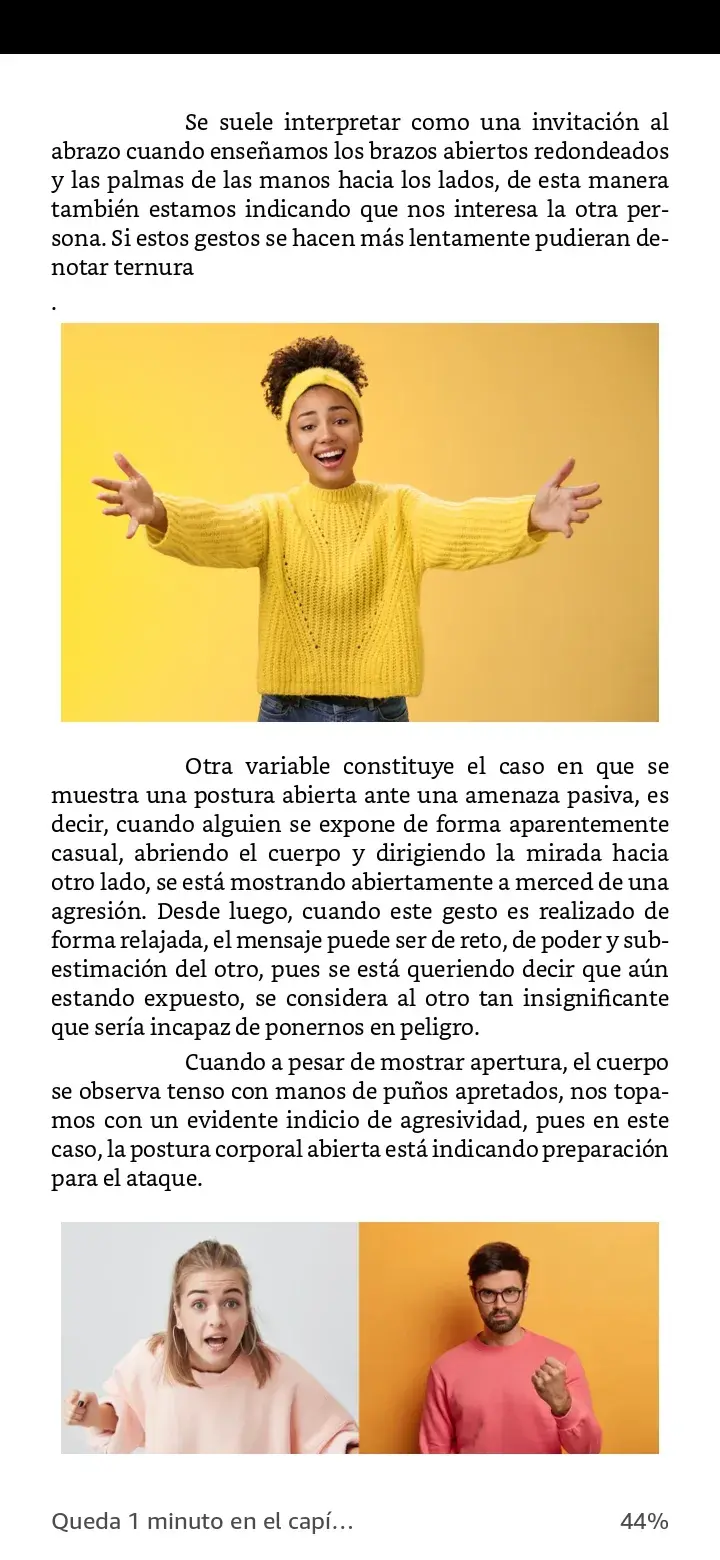 Se suele interpretar como una invitación al
abrazo cuando enseñamos los brazos abiertos redondeados
y las palmas de las manos hacia los lados, de esta manera
también estamos indicando que nos interesa la otra per-
sona. Si estos gestos se hacen más lentamente pudieran de-
notar ternura
.
Otra variable constituye el caso en que se
muestra una postura abierta ante una amenaza pasiva, es
decir, cuando alguien se expone de forma aparentemente
casual, abriendo el cuerpo y dirigiendo la mirada hacia
otro lado, se está mostrando abiertamente a merced de una
agresión. Desde luego, cuando este gesto es realizado de
forma relajada, el mensaje puede ser de reto, de poder y sub-
estimación del otro, pues se está queriendo decir que aún
estando expuesto, se considera al otro tan insignificante
que sería incapaz de ponernos en peligro.
Cuando a pesar de mostrar apertura, el cuerpo
se observa tenso con manos de puños apretados, nos topa-
mos con un evidente indicio de agresividad, pues en este
caso, la postura corporal abierta está indicando preparación
para el ataque.
Queda 1 minuto en el capí... 44%